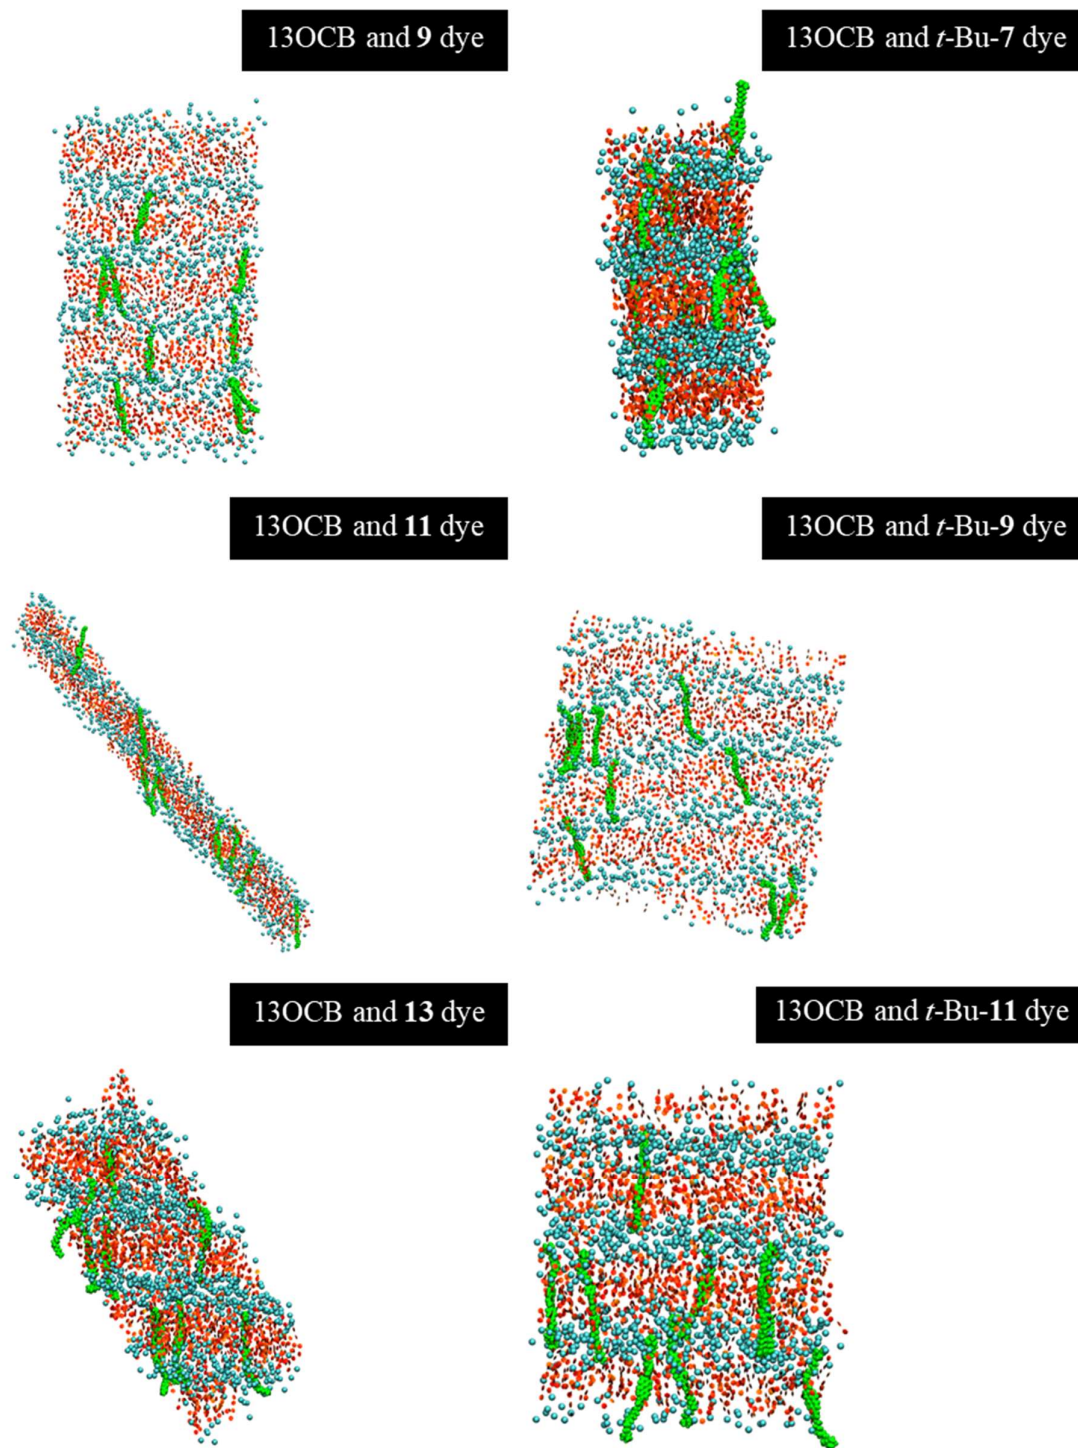 13OCB and 9 dye
13OCB and t-Bu-7 dye
13OCB and 11 dye
13OCB and t-Bu-9 dye
13OCB and 13 dye
13OCB and t-Bu-11 dye